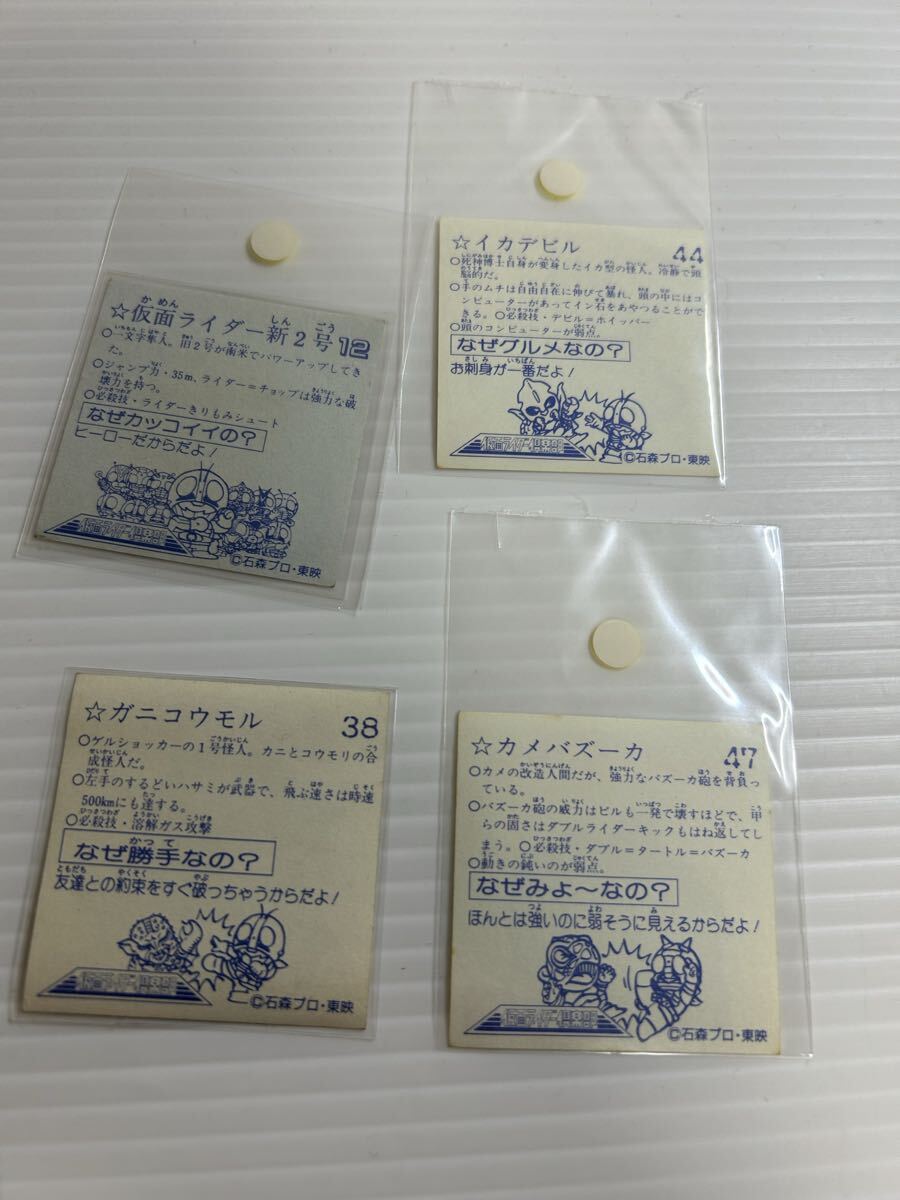 ☆仮面ライダー新2号 12
○一文字隼人。旧2号が南米でパワーアップしてき
た。
○ジャンプ力・35m、ライダー＝チョップは強力な破
壊力を持つ。
○必殺技・ライダーきりもみシュート
なぜカッコイイの？
ヒーローだからだよ！
©石森プロ・東映
☆イカデビル 44
○死神博士自身が変身したイカ型の怪人。冷静で頭
脳的だ。
○手のムチは自由自在に伸びて暴れ、頭の中にはコ
ンピューターがあってイン石をあやつることがで
きる。○必殺技・デビル＝ホイッパー
○頭のコンピューターが弱点。
なぜグルメなの？
お刺身が一番だよ！
©石森プロ・東映
☆ガニコウモル 38
○ゲルショッカーの1号怪人。カニとコウモリの合
成怪人だ。
○左手のするどいハサミが武器で、飛ぶ速さは時速
500kmにも達する。
○必殺技・溶解ガス攻撃
なぜ勝手なの？
友達との約束をすぐ破っちゃうからだよ！
©石森プロ・東映
☆カメバズーカ 47
○カメの改造人間だが、強力なバズーカ砲を背負っ
ている。
○バズーカ砲の威力はビルも一発で壊すほどで、甲
らの固さはダブルライダーキックもはね返してし
まう。○必殺技・ダブル＝タートル＝バズーカ
○動きの鈍いのが弱点。
なぜみょ〜なの？
ほんとは強いのに弱そうに見えるからだよ！
©石森プロ・東映